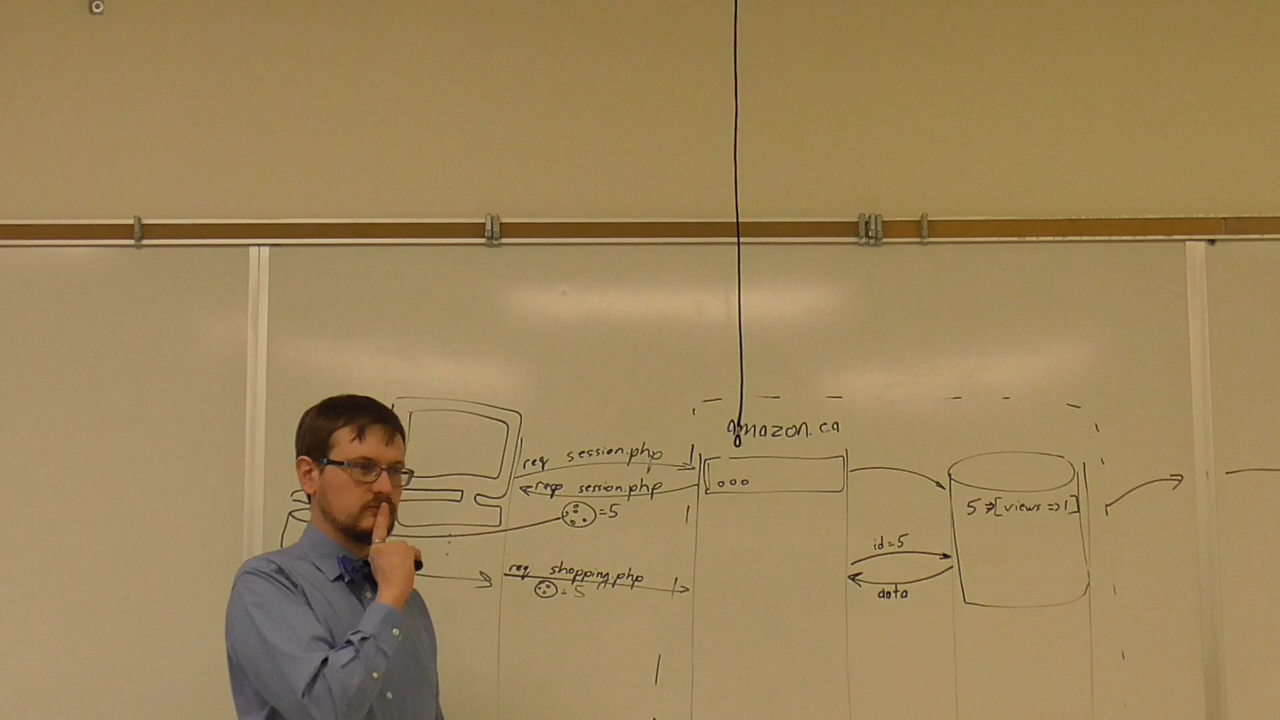 amazon.ca
req session.php
resp session.php
=5
5 => [views => 1]
id=5
req shopping.php
= 5
data